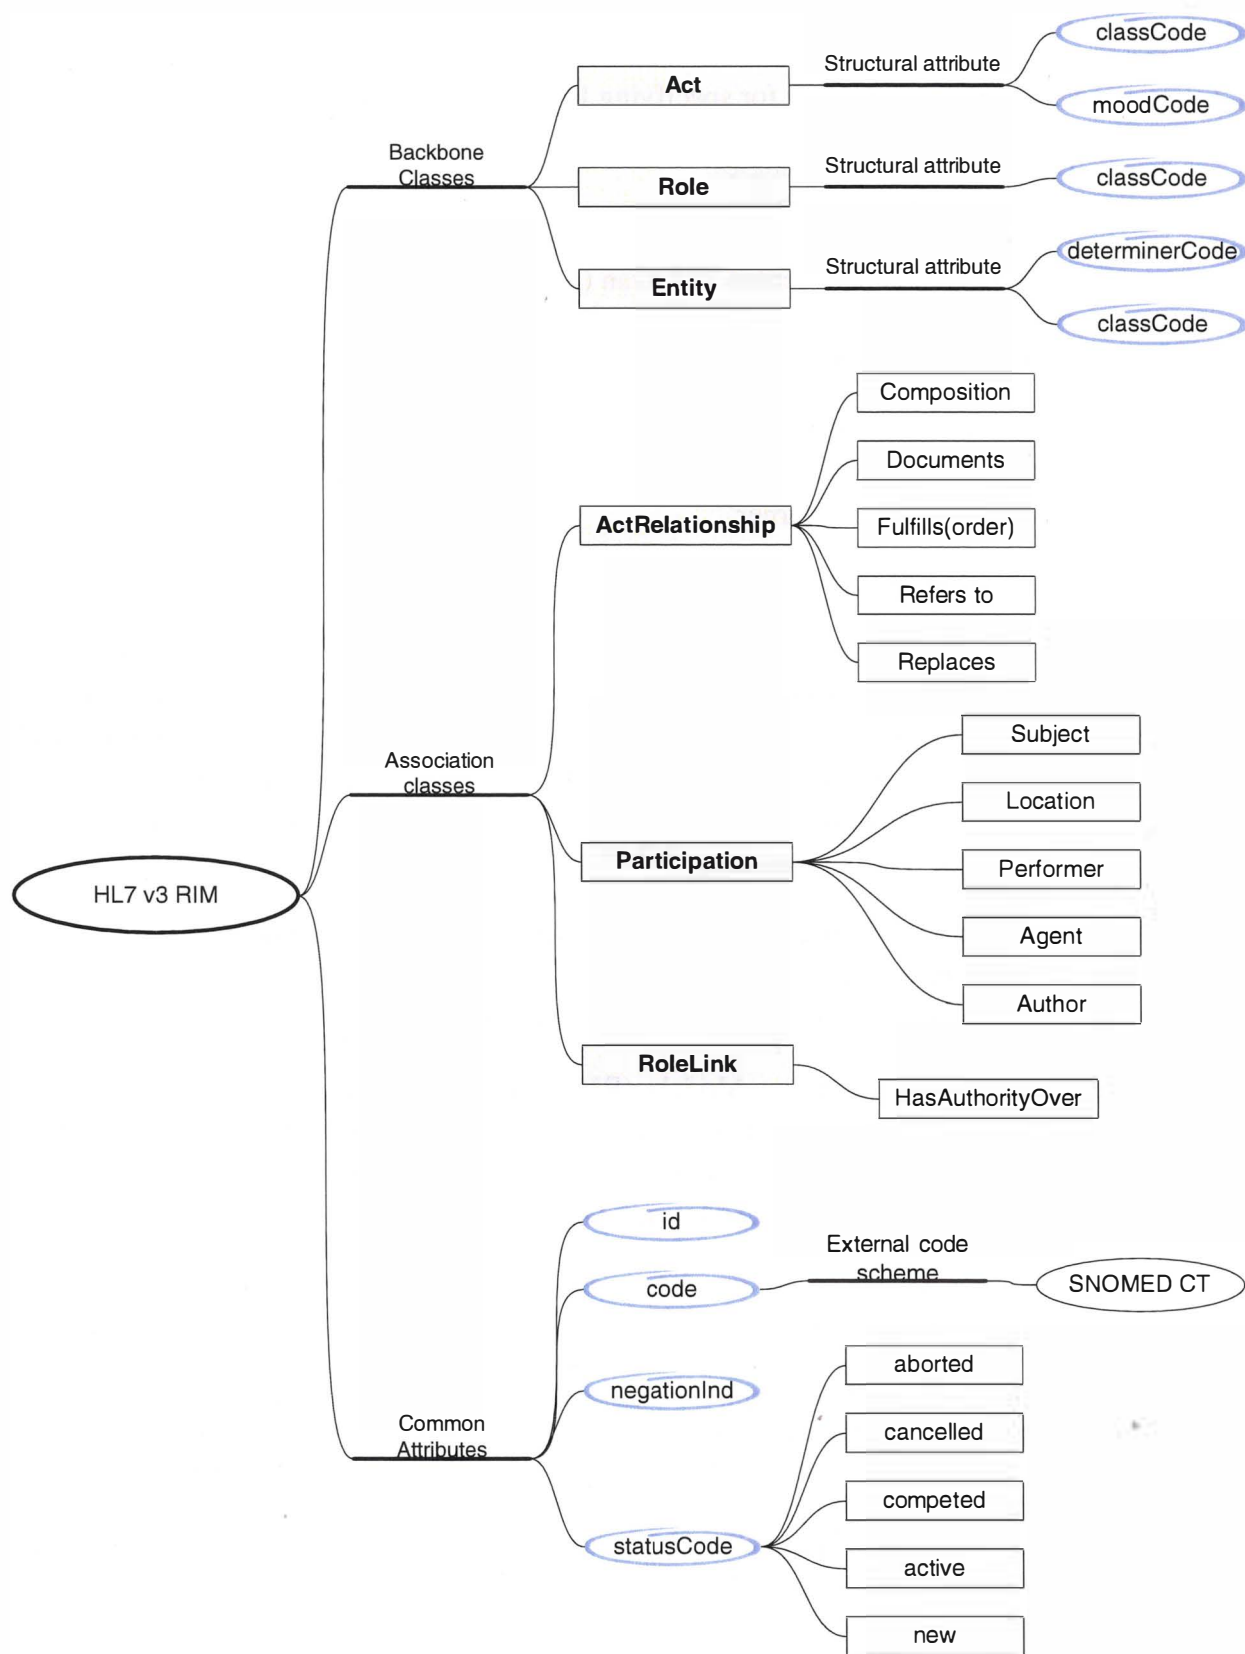 HL7 v3 RIM
Backbone
Classes
Act
Structural attribute
classCode
moodCode
Role
Structural attribute
classCode
Entity
Structural attribute
determinerCode
classCode
Association
classes
ActRelationship
Composition
Documents
Fulfills(order)
Refers to
Replaces
Participation
Subject
Location
Performer
Agent
Author
RoleLink
HasAuthorityOver
Common
Attributes
id
code
External code
scheme
SNOMED CT
negationInd
statusCode
aborted
cancelled
competed
active
new